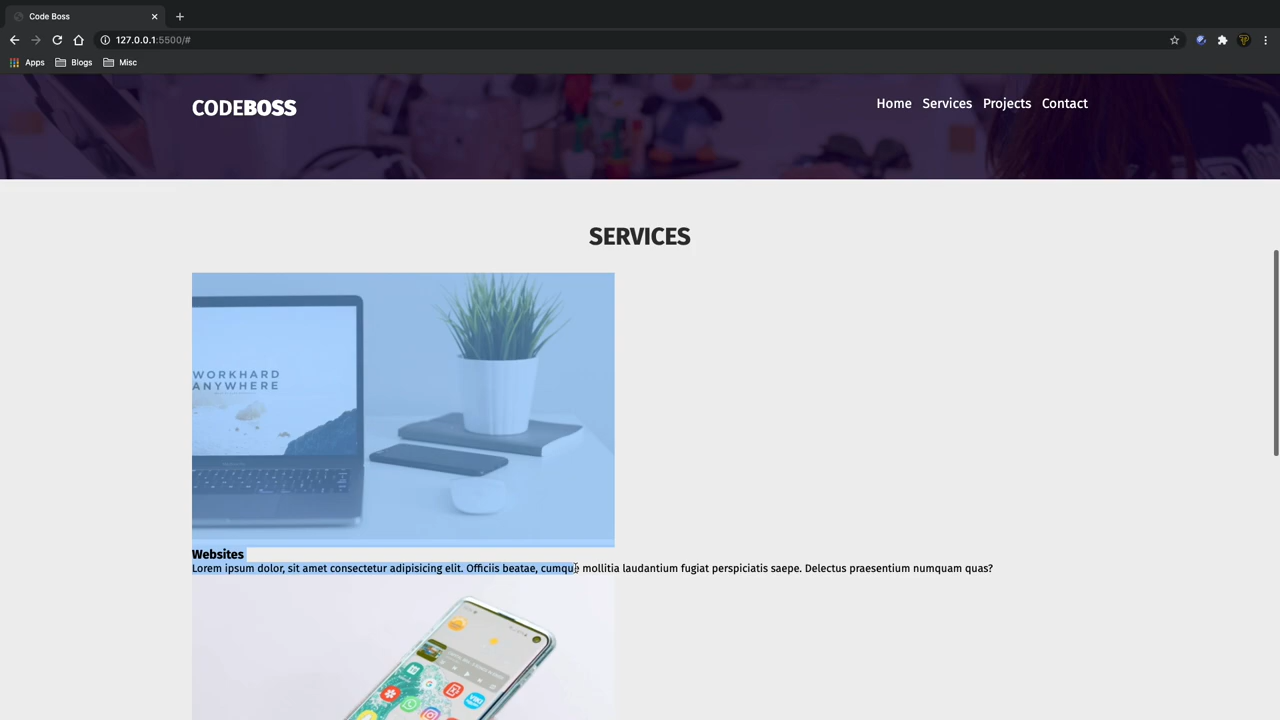 Code Boss
127.0.0.1:5500/#
Apps Blogs Misc
CODEBOSS
Home Services Projects Contact
SERVICES
WORKHARD
ANYWHERE
Websites
Lorem ipsum dolor, sit amet consectetur adipisicing elit. Officiis beatae, cumque mollitia laudantium fugiat perspiciatis saepe. Delectus praesentium numquam quas?